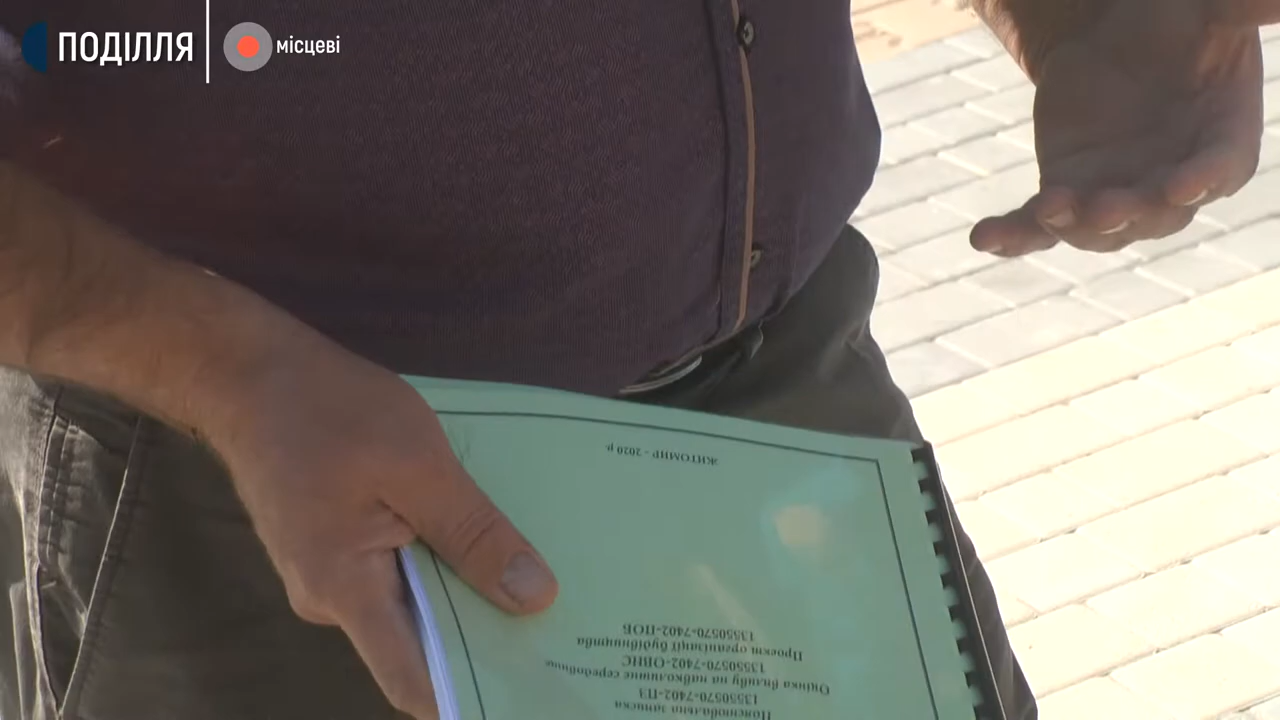 ПОДІЛЛЯ
місцеві
Пояснювальна записка
13550570-7402-ПЗ
Оцінка впливу на навколишнє середовище
13550570-7402-ОВНС
Проект організації будівництва
13550570-7402-ПОБ
ЖИТОМИР - 2020 р